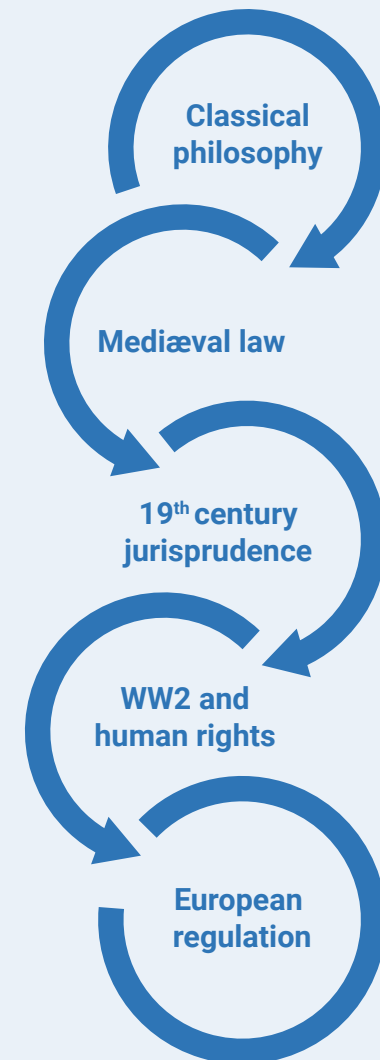 Classical
philosophy
Mediæval law
19th century
jurisprudence
WW2 and
human rights
European
regulation